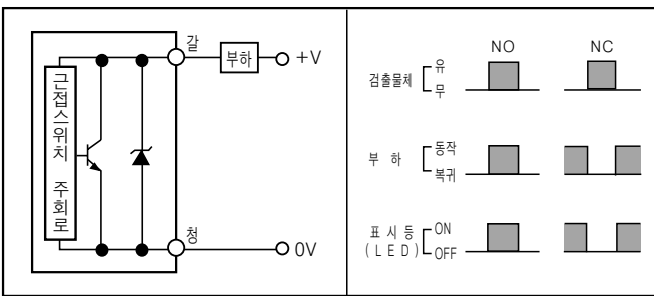 갈
부하
+V
근접스위치 주회로
청
0V
NO
NC
검출물체
유
무
부 하
동작
복귀
표 시 등
( L E D )
ON
OFF